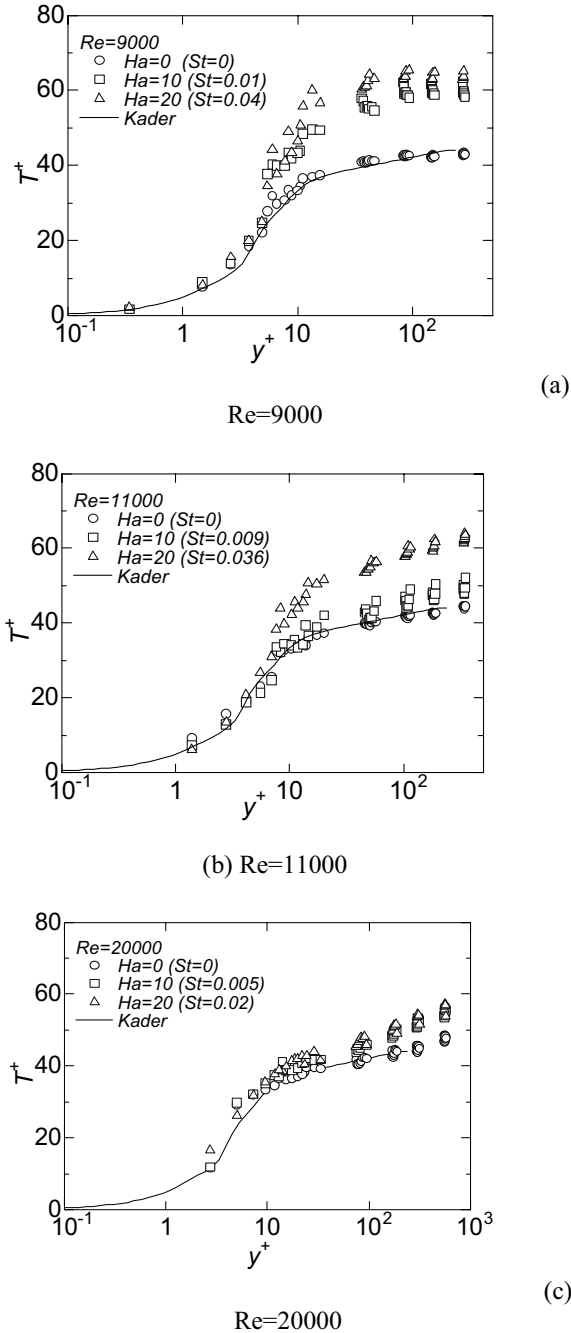 80
Re=9000
Ha=0 (St=0)
Ha=10 (St=0.01)
Ha=20 (St=0.04)
Kader
60
40
20
0
T+
10-1
1
10
102
y+
(a)
Re=9000
80
Re=11000
Ha=0 (St=0)
Ha=10 (St=0.009)
Ha=20 (St=0.036)
Kader
60
40
20
0
T+
10-1
1
10
102
y+
(b) Re=11000
80
Re=20000
Ha=0 (St=0)
Ha=10 (St=0.005)
Ha=20 (St=0.02)
Kader
60
40
20
0
T+
10-1
1
10
102
103
y+
(c)
Re=20000